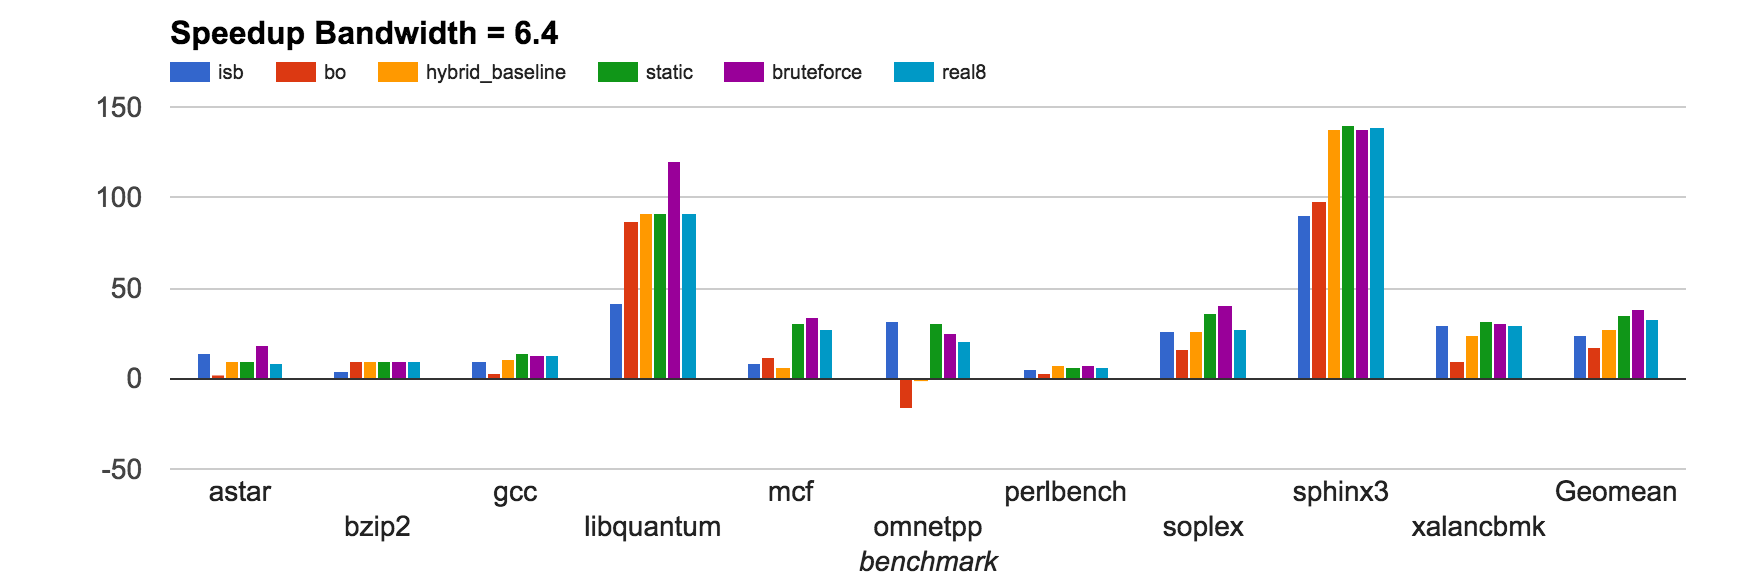 Speedup Bandwidth = 6.4
isb bo hybrid_baseline static bruteforce real8
150
100
50
0
-50
astar gcc mcf perlbench sphinx3 Geomean
bzip2 libquantum omnetpp soplex xalancbmk
benchmark